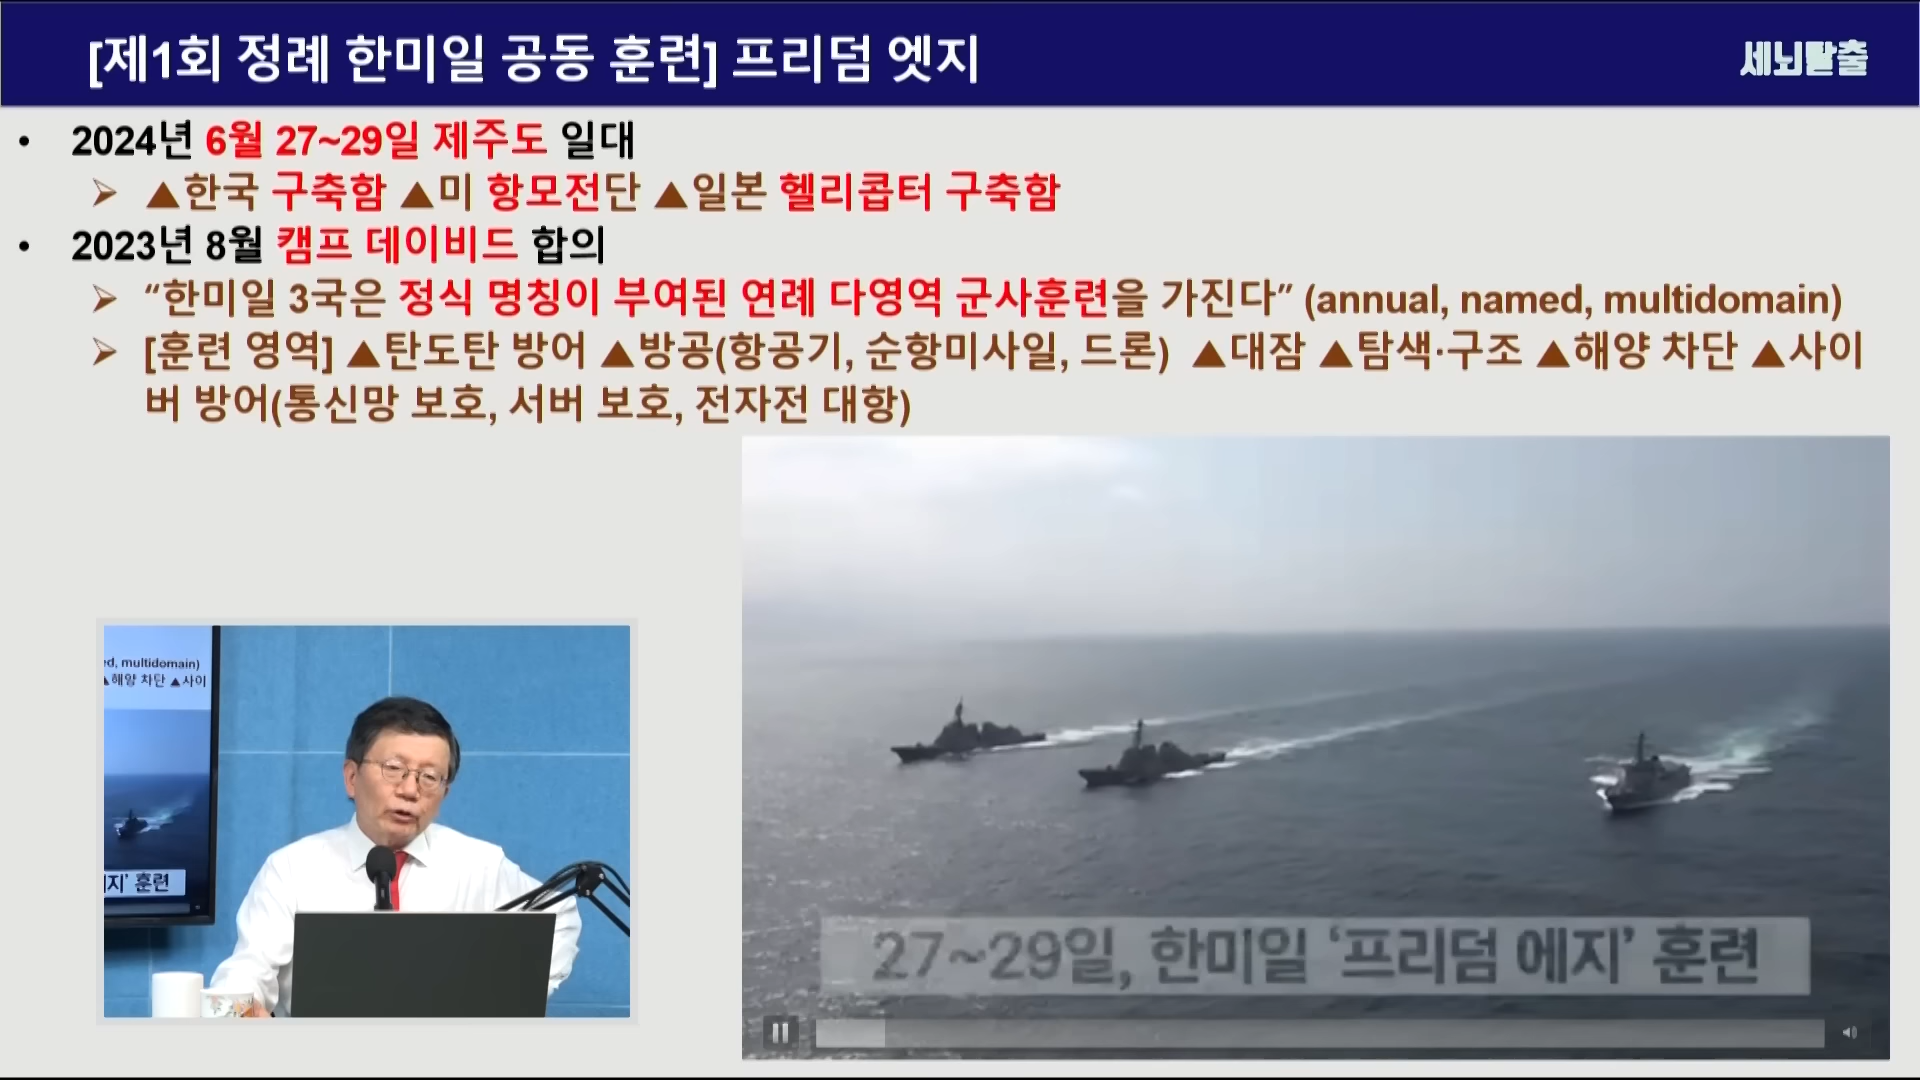 [제1회 정례 한미일 공동 훈련] 프리덤 엣지
세뇌탈출
• 2024년 6월 27~29일 제주도 일대
➢ ▲한국 구축함 ▲미 항모전단 ▲일본 헬리콥터 구축함
• 2023년 8월 캠프 데이비드 합의
➢ “한미일 3국은 정식 명칭이 부여된 연례 다영역 군사훈련을 가진다” (annual, named, multidomain)
➢ [훈련 영역] ▲탄도탄 방어 ▲방공(항공기, 순항미사일, 드론) ▲대잠 ▲탐색·구조 ▲해양 차단 ▲사이
버 방어(통신망 보호, 서버 보호, 전자전 대항)
ed, multidomain)
▲해양 차단 ▲사이
지’ 훈련
27~29일, 한미일 ‘프리덤 에지’ 훈련